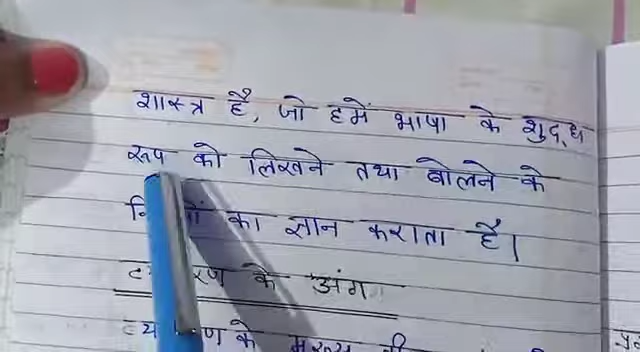 शास्त्र है, जो हमें भाषा के शुद्ध
रूप को लिखने तथा बोलने के
का ज्ञान कराता है।
के अंग
के मुख्य